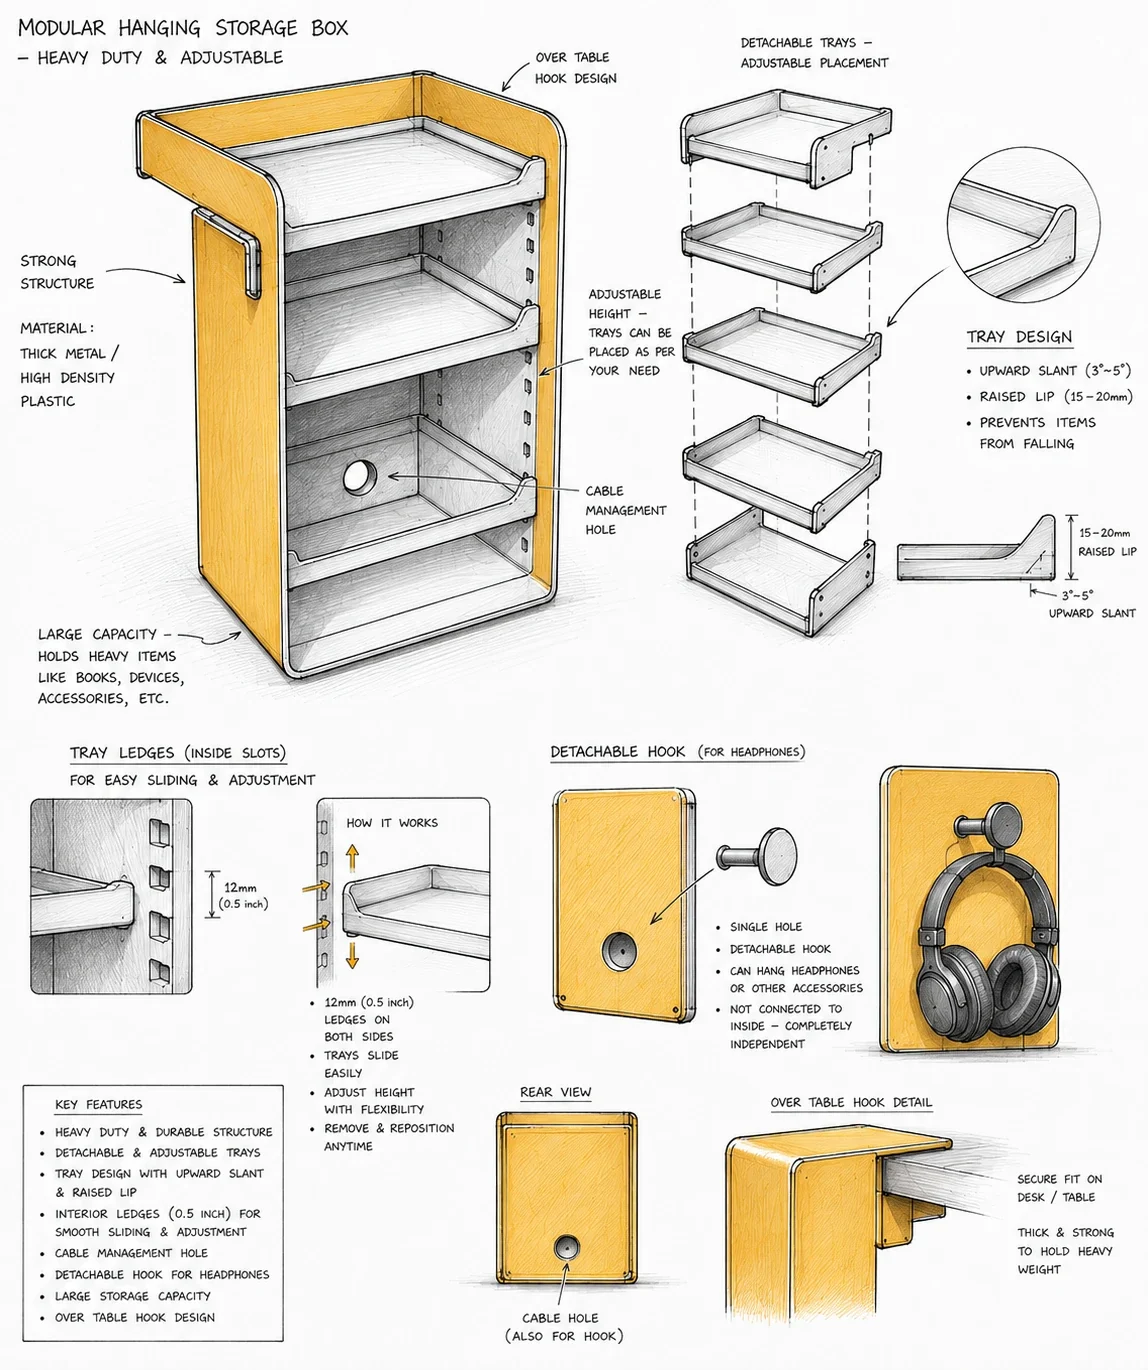 MODULAR HANGING STORAGE BOX
– HEAVY DUTY & ADJUSTABLE
OVER TABLE
HOOK DESIGN
DETACHABLE TRAYS –
ADJUSTABLE PLACEMENT
STRONG
STRUCTURE
MATERIAL:
THICK METAL /
HIGH DENSITY
PLASTIC
ADJUSTABLE
HEIGHT –
TRAYS CAN BE
PLACED AS PER
YOUR NEED
CABLE
MANAGEMENT
HOLE
LARGE CAPACITY –
HOLDS HEAVY ITEMS
LIKE BOOKS, DEVICES,
ACCESSORIES, ETC.
TRAY DESIGN
• UPWARD SLANT (3°~5°)
• RAISED LIP (15–20mm)
• PREVENTS ITEMS
FROM FALLING
15–20mm
RAISED LIP
3°~5°
UPWARD SLANT
TRAY LEDGES (INSIDE SLOTS)
FOR EASY SLIDING & ADJUSTMENT
12mm
(0.5 inch)
HOW IT WORKS
• 12mm (0.5 inch)
LEDGES ON
BOTH SIDES
• TRAYS SLIDE
EASILY
• ADJUST HEIGHT
WITH FLEXIBILITY
• REMOVE & REPOSITION
ANYTIME
DETACHABLE HOOK (FOR HEADPHONES)
• SINGLE HOLE
• DETACHABLE HOOK
• CAN HANG HEADPHONES
OR OTHER ACCESSORIES
• NOT CONNECTED TO
INSIDE – COMPLETELY
INDEPENDENT
KEY FEATURES
• HEAVY DUTY & DURABLE STRUCTURE
• DETACHABLE & ADJUSTABLE TRAYS
• TRAY DESIGN WITH UPWARD SLANT
& RAISED LIP
• INTERIOR LEDGES (0.5 INCH) FOR
SMOOTH SLIDING & ADJUSTMENT
• CABLE MANAGEMENT HOLE
• DETACHABLE HOOK FOR HEADPHONES
• LARGE STORAGE CAPACITY
• OVER TABLE HOOK DESIGN
REAR VIEW
CABLE HOLE
(ALSO FOR HOOK)
OVER TABLE HOOK DETAIL
SECURE FIT ON
DESK / TABLE
THICK & STRONG
TO HOLD HEAVY
WEIGHT